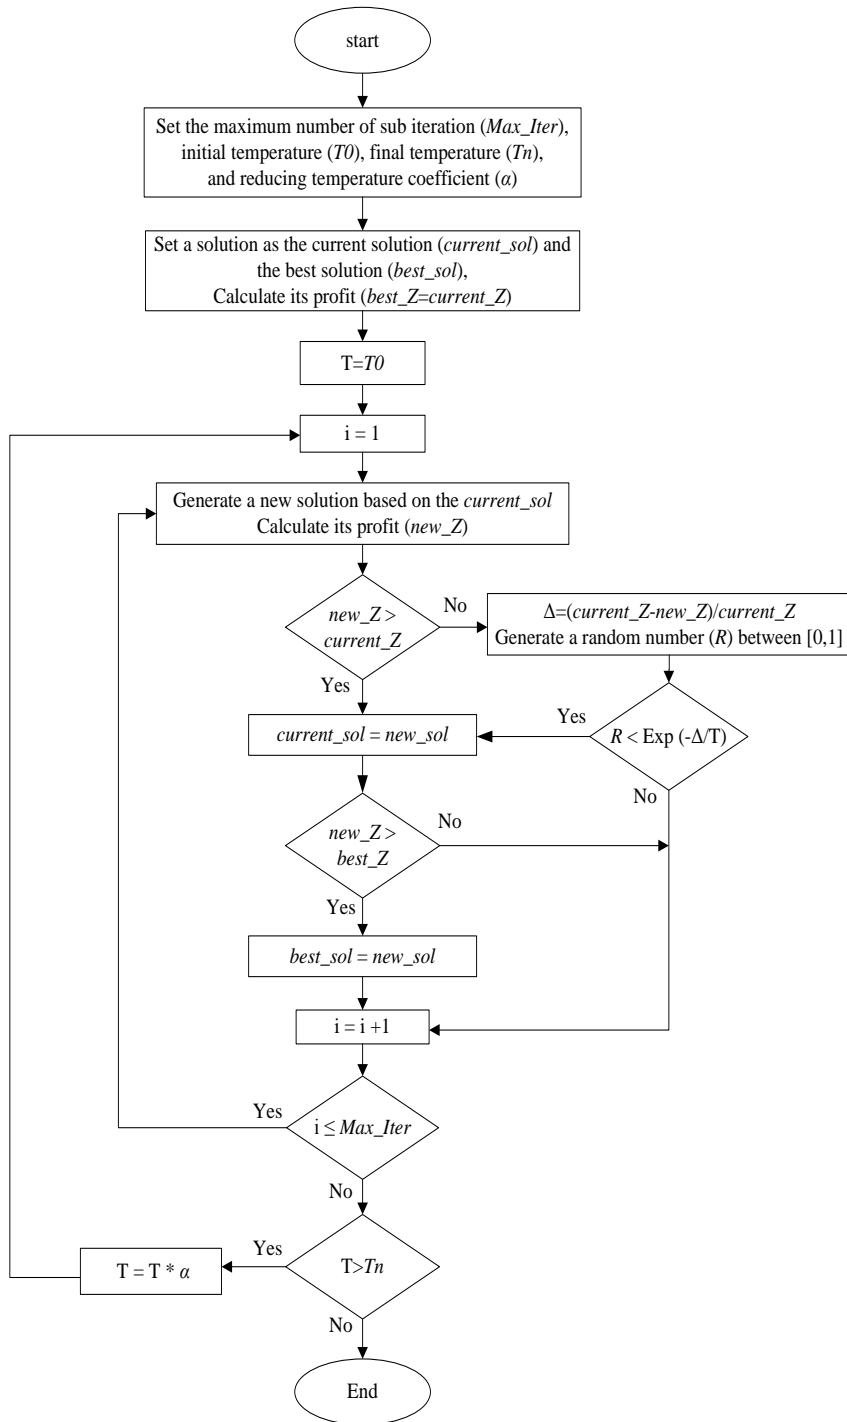 start
Set the maximum number of sub iteration (Max_Iter),
initial temperature (T0), final temperature (Tn),
and reducing temperature coefficient (α)
Set a solution as the current solution (current_sol) and
the best solution (best_sol),
Calculate its profit (best_Z=current_Z)
T=T0
i = 1
Generate a new solution based on the current_sol
Calculate its profit (new_Z)
new_Z >
current_Z
No
Δ=(current_Z-new_Z)/current_Z
Generate a random number (R) between [0,1]
Yes
current_sol = new_sol
Yes
R < Exp (-Δ/T)
No
new_Z >
best_Z
No
Yes
best_sol = new_sol
i = i +1
Yes
i ≤ Max_Iter
No
T = T * α
Yes
T>Tn
No
End